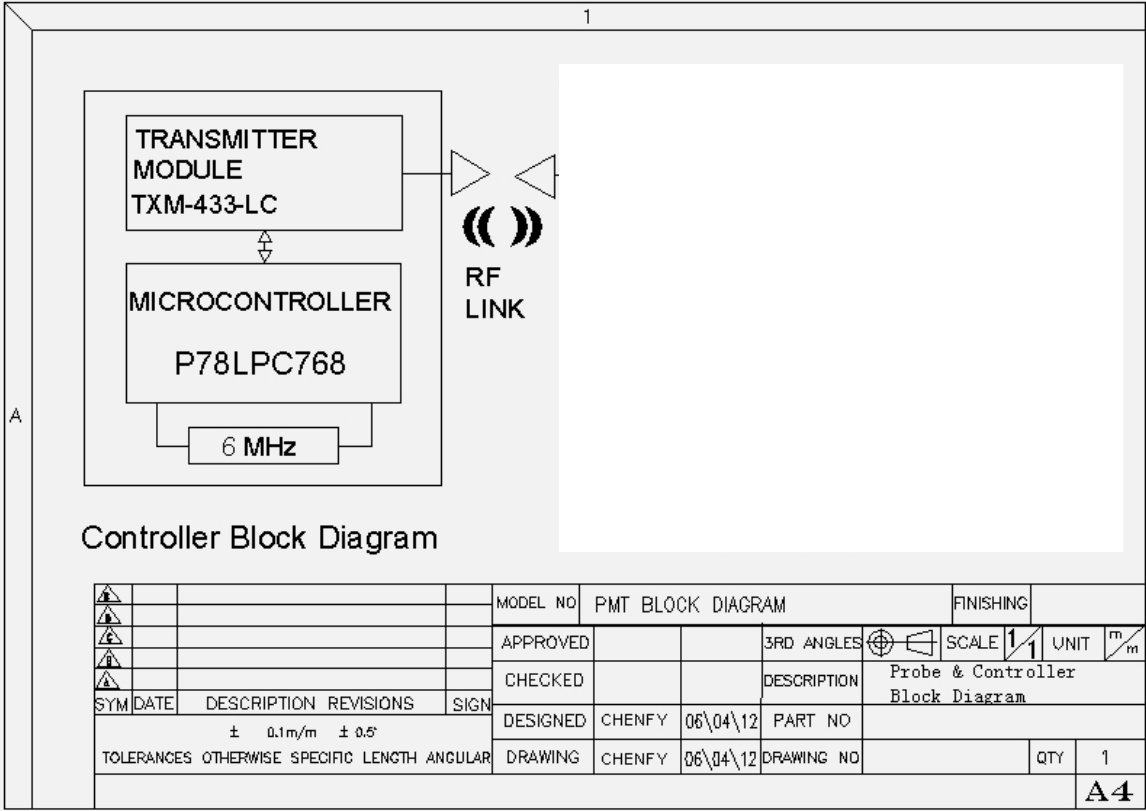 1
A
TRANSMITTER
MODULE
TXM-433-LC
MICROCONTROLLER
P78LPC768
6 MHz
RF
LINK
Controller Block Diagram
E
D
C
B
A
SYM DATE DESCRIPTION REVISIONS SIGN
± 0.1m/m ± 0.5°
TOLERANCES OTHERWISE SPECIFIC LENGTH ANGULAR
MODEL NO PMT BLOCK DIAGRAM FINISHING
APPROVED 3RD ANGLES SCALE 1/1 UNIT m/m
CHECKED DESCRIPTION Probe & Controller
Block Diagram
DESIGNED CHENFY 06\04\12 PART NO
DRAWING CHENFY 06\04\12 DRAWING NO QTY 1
A4